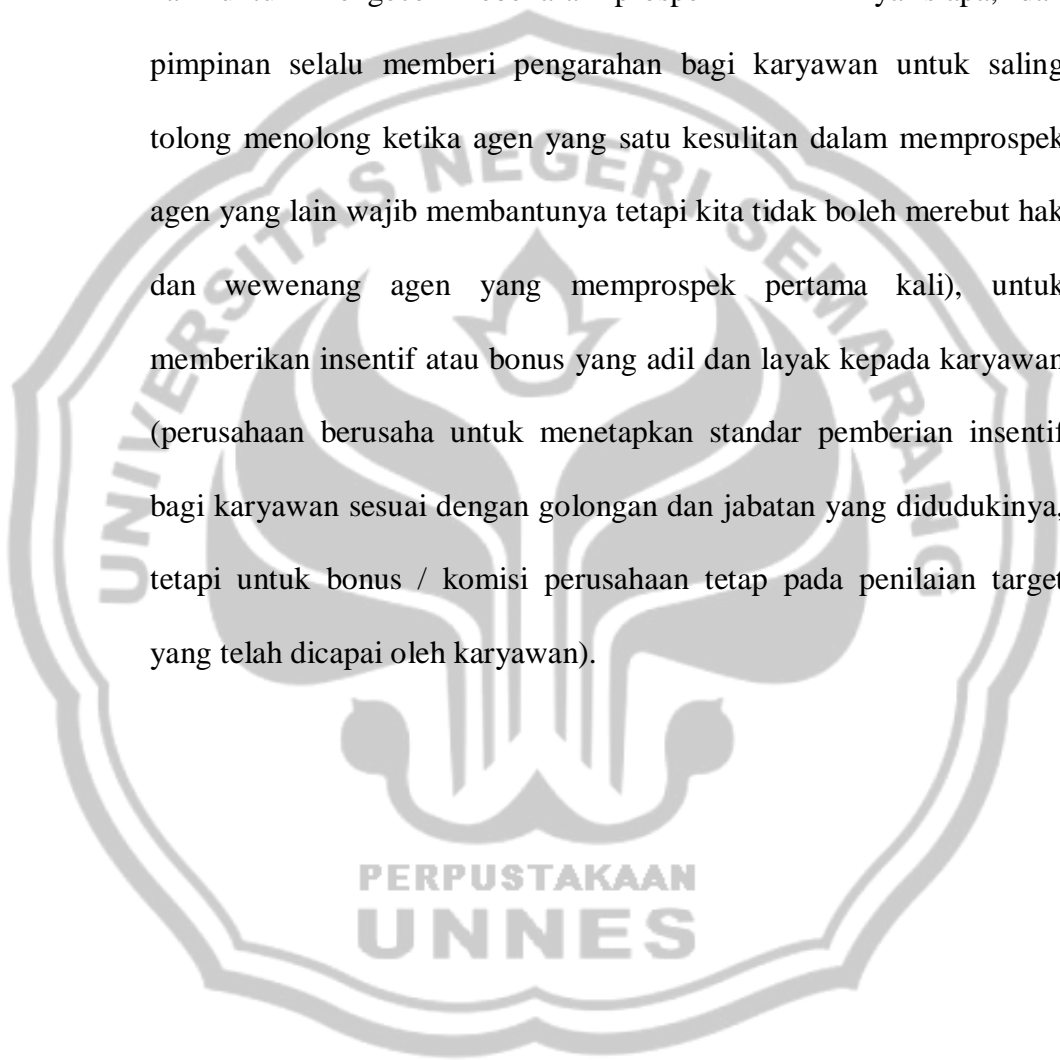 pimpinan selalu memberi pengarahan bagi karyawan untuk saling
tolong menolong ketika agen yang satu kesulitan dalam memprospek
agen yang lain wajib membantunya tetapi kita tidak boleh merebut hak
dan wewenang agen yang memprospek pertama kali), untuk
memberikan insentif atau bonus yang adil dan layak kepada karyawan
(perusahaan berusaha untuk menetapkan standar pemberian insentif
bagi karyawan sesuai dengan golongan dan jabatan yang didudukinya,
tetapi untuk bonus / komisi perusahaan tetap pada penilaian target
yang telah dicapai oleh karyawan).
UNIVERSITAS NEGERI SEMARANG
PERPUSTAKAAN
UNNES